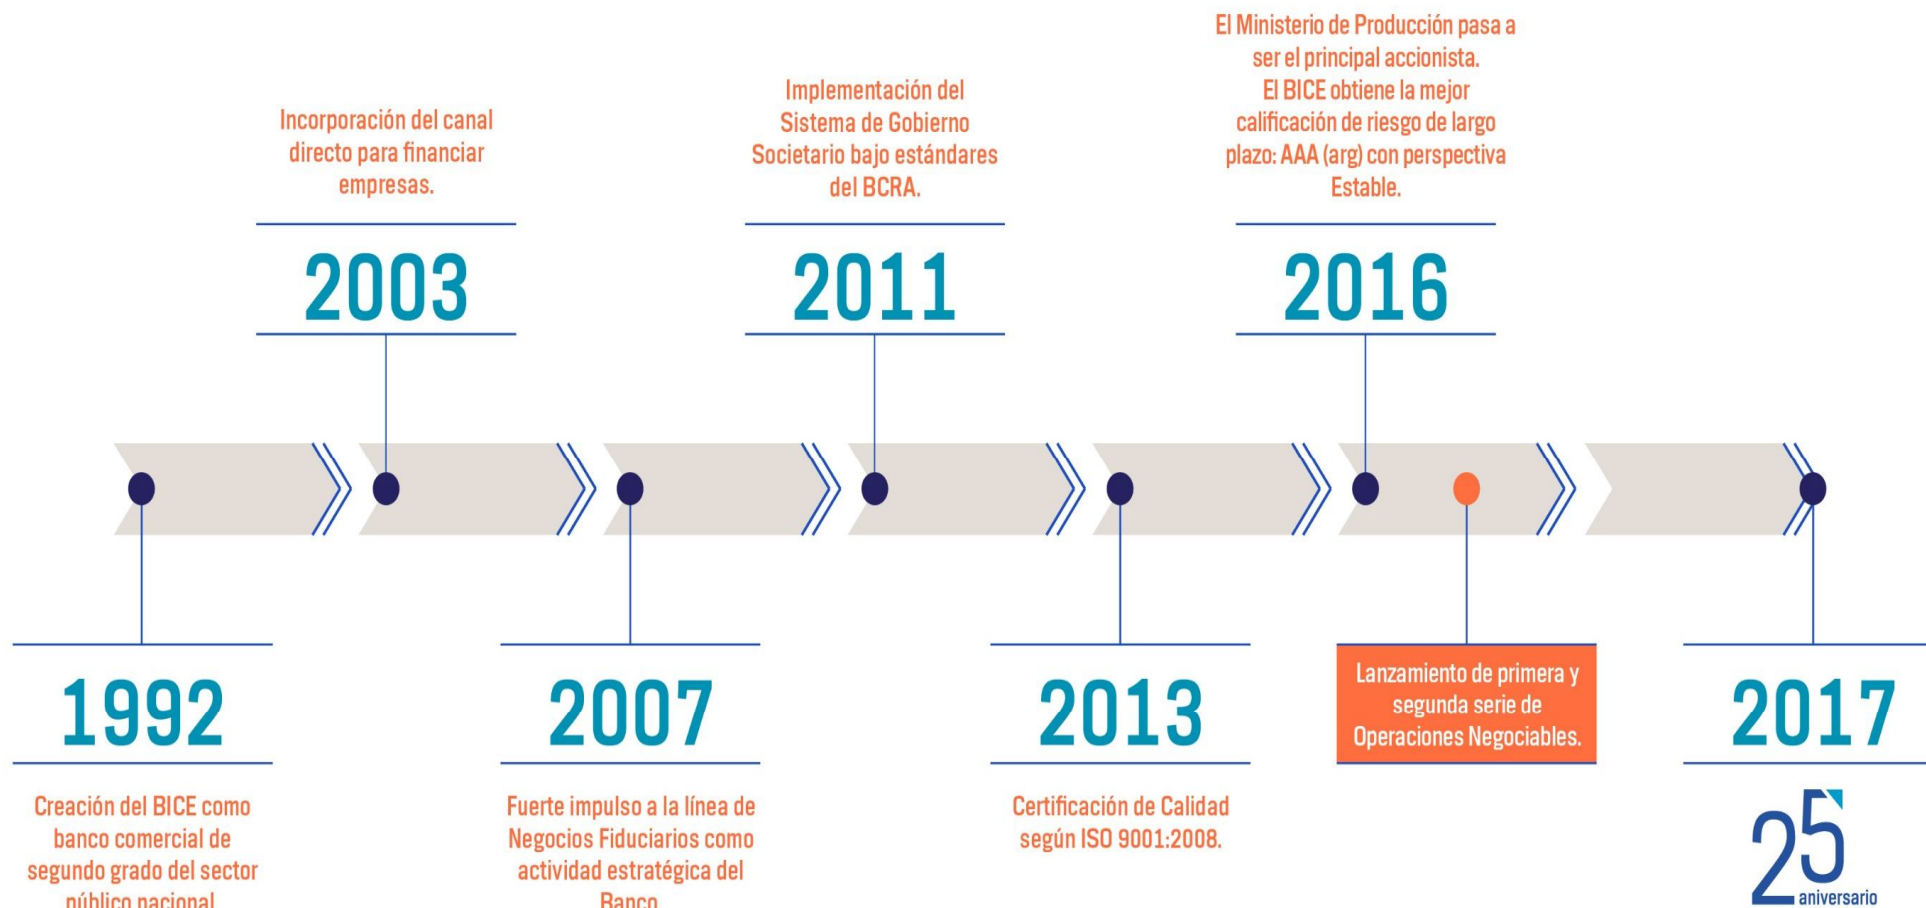 Incorporación del canal
directo para financiar
empresas.
2003
Implementación del
Sistema de Gobierno
Societario bajo estándares
del BCRA.
2011
El Ministerio de Producción pasa a
ser el principal accionista.
El BICE obtiene la mejor
calificación de riesgo de largo
plazo: AAA (arg) con perspectiva
Estable.
2016
1992
Creación del BICE como
banco comercial de
segundo grado del sector
público nacional
2007
Fuerte impulso a la línea de
Negocios Fiduciarios como
actividad estratégica del
Banco
2013
Certificación de Calidad
según ISO 9001:2008.
Lanzamiento de primera y
segunda serie de
Operaciones Negociables.
2017
25
aniversario